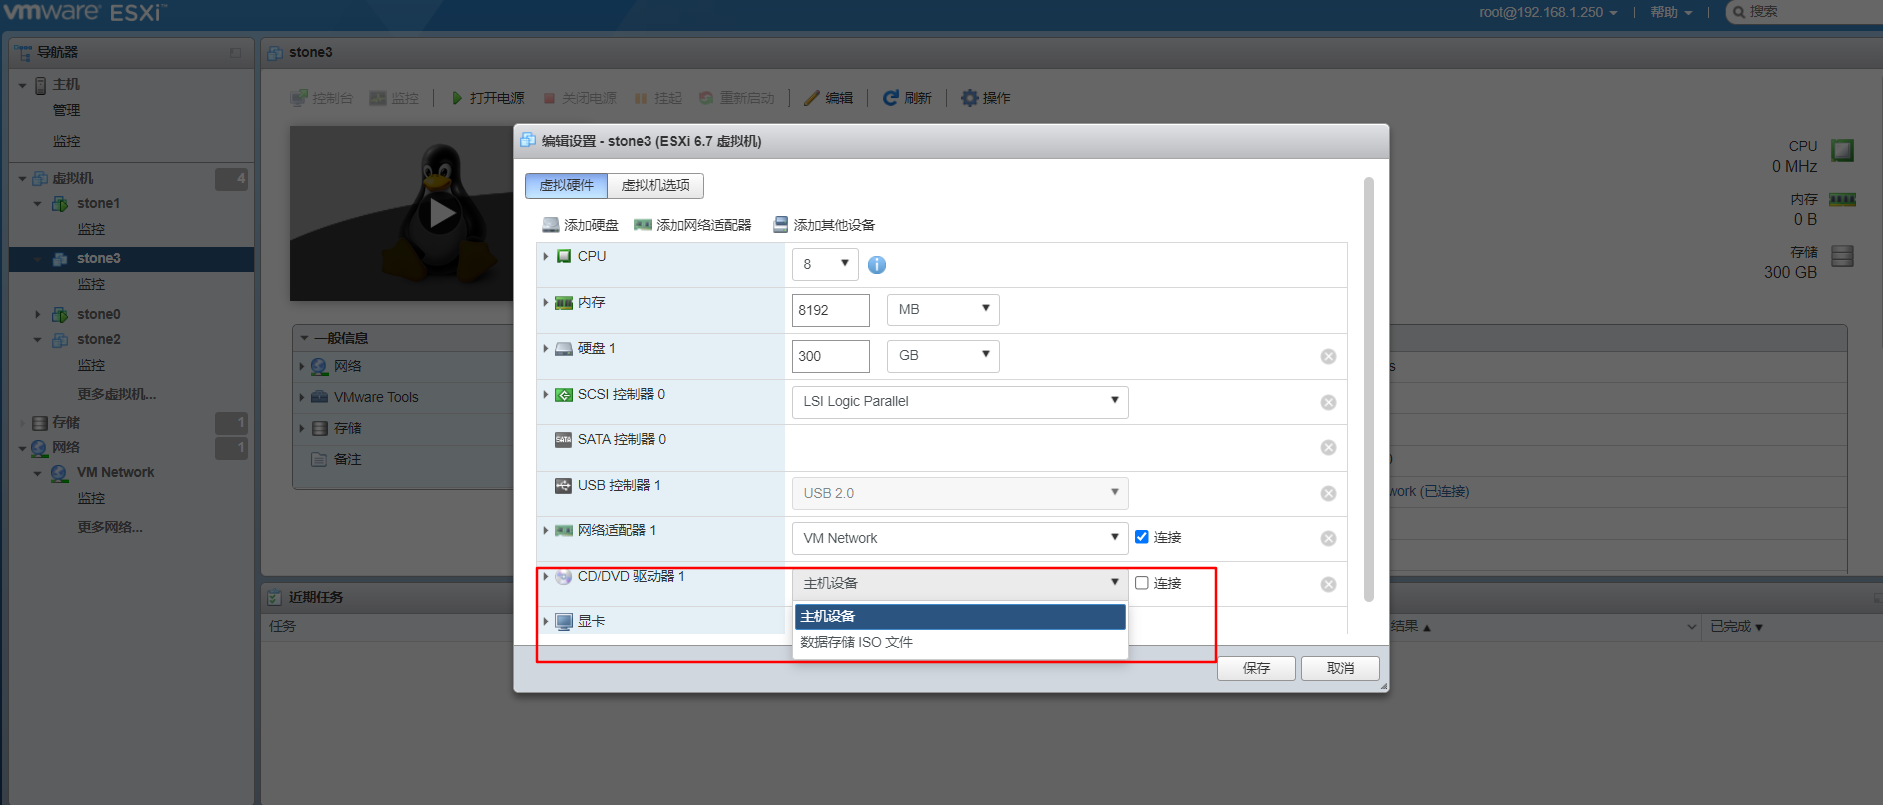 vmware ESXi™
root@192.168.1.250
帮助
搜索
导航器
主机
管理
监控
虚拟机
4
stone1
监控
stone3
监控
stone0
stone2
监控
更多虚拟机...
存储
1
网络
1
VM Network
监控
更多网络...
stone3
控制台
监控
打开电源
关闭电源
挂起
重新启动
编辑
刷新
操作
CPU
0 MHz
内存
0 B
存储
300 GB
一般信息
网络
VMware Tools
存储
备注
s
)
work (已连接)
编辑设置 - stone3 (ESXi 6.7 虚拟机)
虚拟硬件
虚拟机选项
添加硬盘
添加网络适配器
添加其他设备
CPU
8
内存
8192
MB
硬盘 1
300
GB
SCSI 控制器 0
LSI Logic Parallel
SATA 控制器 0
USB 控制器 1
USB 2.0
网络适配器 1
VM Network
连接
CD/DVD 驱动器 1
主机设备
连接
主机设备
数据存储 ISO 文件
显卡
保存
取消
近期任务
任务
结果
已完成